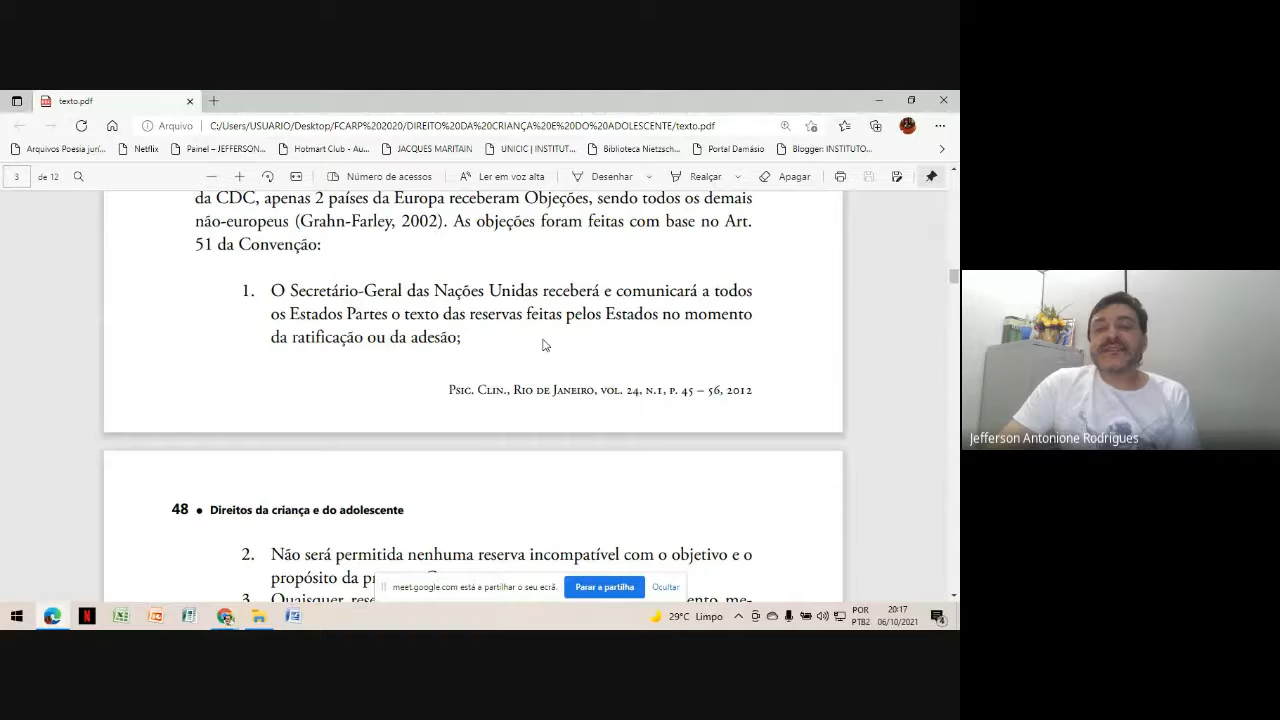 texto.pdf
Arquivo C:/Users/USUARIO/Desktop/FCARP%202020/DIREITO%20DA%20CRIANÇA%20E%20DO%20ADOLESCENTE/texto.pdf
Arquivos Poesia jurí... Netflix Painel – JEFFERSON... Hotmart Club - Au... JACQUES MARITAIN UNICIC | INSTITUT... Biblioteca Nietzsch... Portal Damásio Blogger: INSTITUTO...
3 de 12 Número de acessos Ler em voz alta Desenhar Realçar Apagar
da CDC, apenas 2 países da Europa receberam Objeções, sendo todos os demais
não-europeus (Grahn-Farley, 2002). As objeções foram feitas com base no Art.
51 da Convenção:
1. O Secretário-Geral das Nações Unidas receberá e comunicará a todos
os Estados Partes o texto das reservas feitas pelos Estados no momento
da ratificação ou da adesão;
Psic. Clin., Rio de Janeiro, vol. 24, n.1, p. 45 – 56, 2012
48 • Direitos da criança e do adolescente
2. Não será permitida nenhuma reserva incompatível com o objetivo e o
propósito da
meet.google.com está a partilhar o seu ecrã. Parar a partilha Ocultar
3. Quaisquer
29°C Limpo POR PTB2 20:17 06/10/2021 4
Jefferson Antonione Rodrigues